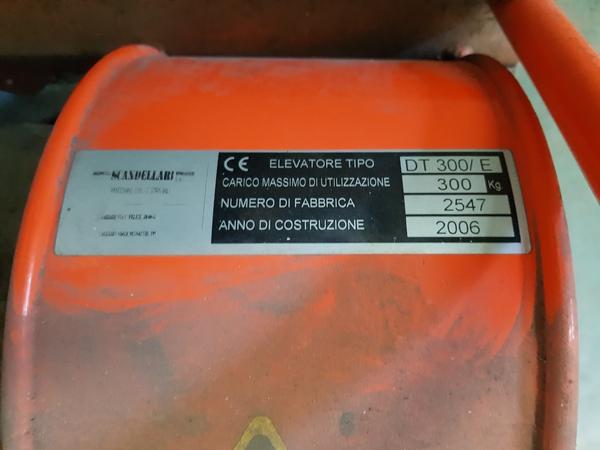 SCANDELLARI
CE ELEVATORE TIPO DT 300/ E
CARICO MASSIMO DI UTILIZZAZIONE 300 Kg
NUMERO DI FABBRICA 2547
ANNO DI COSTRUZIONE 2006